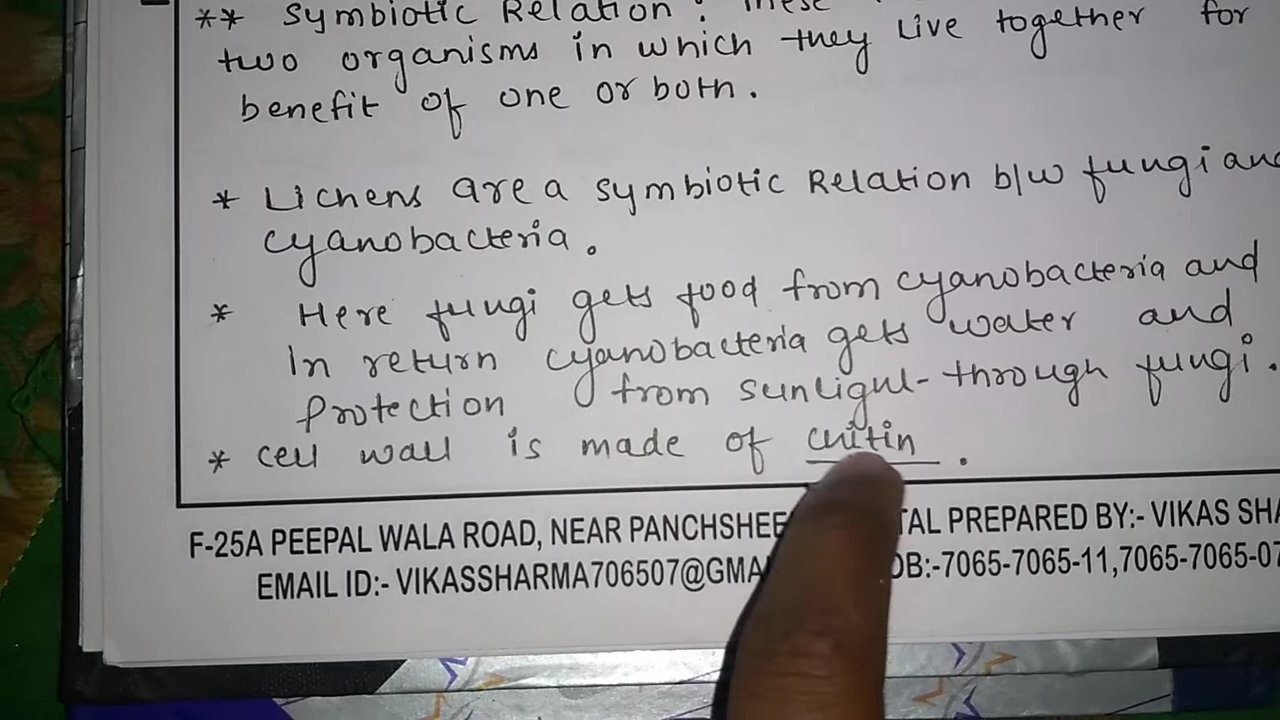 ** Symbiotic Relation : These
two organisms in which they live together for
benefit of one or both.
* Lichens are a symbiotic Relation b/w fungi and
cyanobacteria.
* Here fungi gets food from cyanobacteria and
in return cyanobacteria gets water and
Protection from sunlight through fungi.
* cell wall is made of chitin.
F-25A PEEPAL WALA ROAD, NEAR PANCHSHEE TAL PREPARED BY:- VIKAS SHA
EMAIL ID:- VIKASSHARMA706507@GMA OB:-7065-7065-11,7065-7065-07